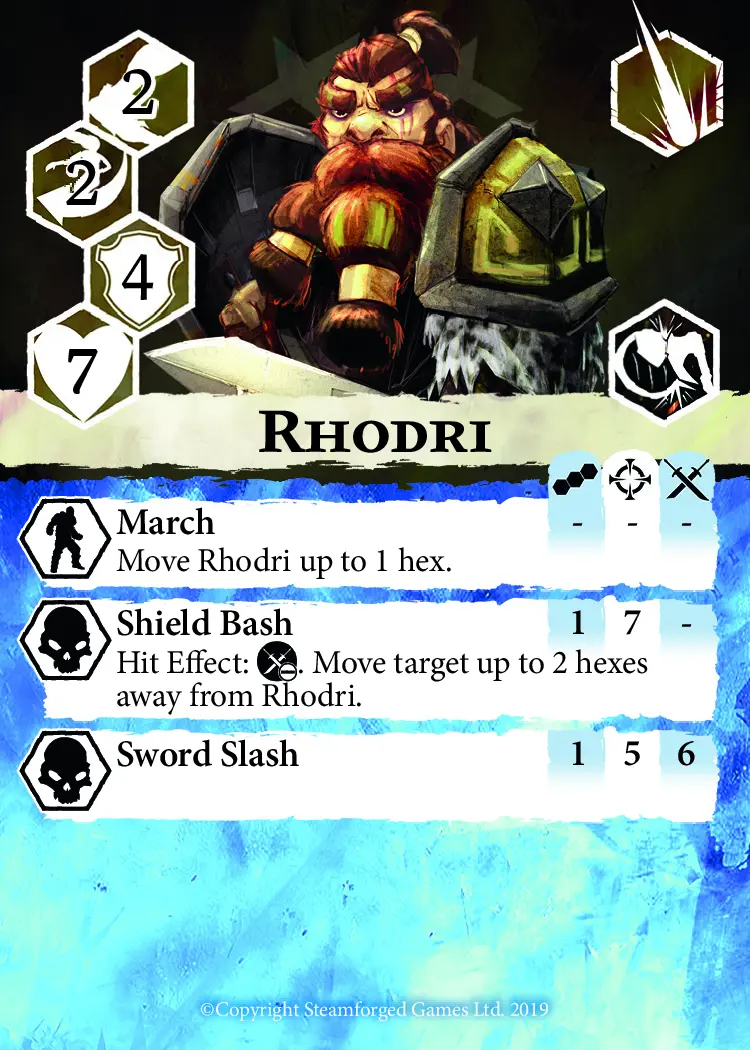 2
2
4
7
Rhodri
March - - -
Move Rhodri up to 1 hex.
Shield Bash 1 7 -
Hit Effect: . Move target up to 2 hexes
away from Rhodri.
Sword Slash 1 5 6
©Copyright Steamforged Games Ltd. 2019